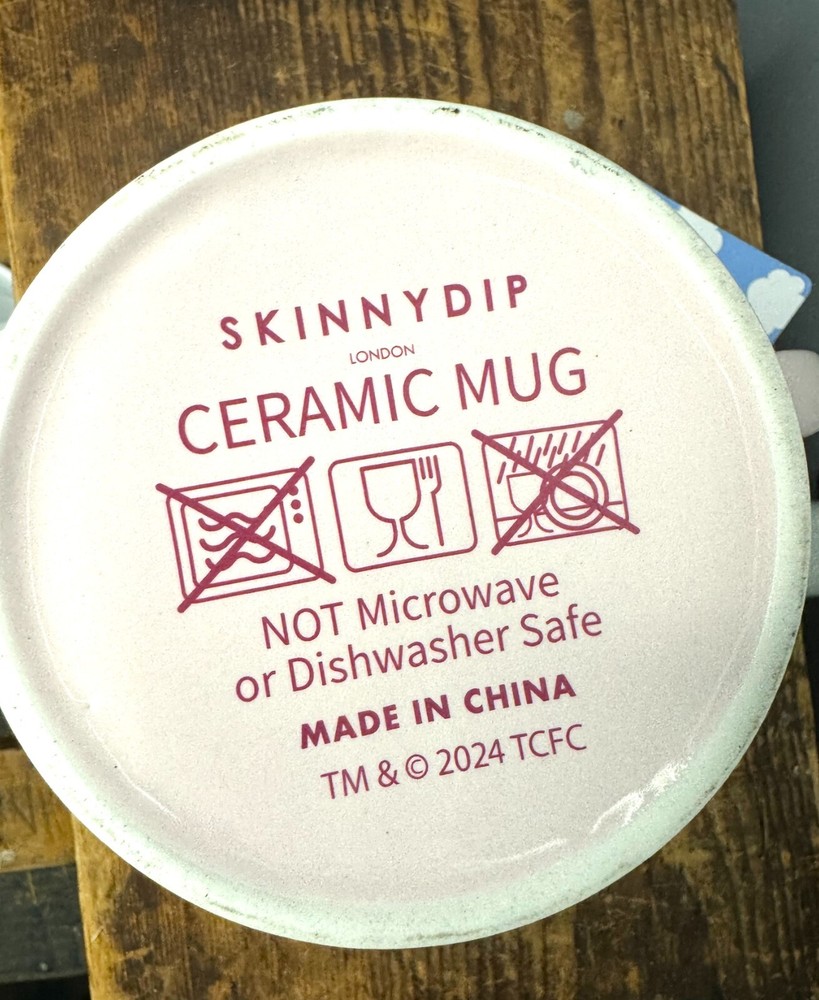 SKINNYDIP
LONDON
CERAMIC MUG
NOT Microwave
or Dishwasher Safe
MADE IN CHINA
TM & © 2024 TCFC